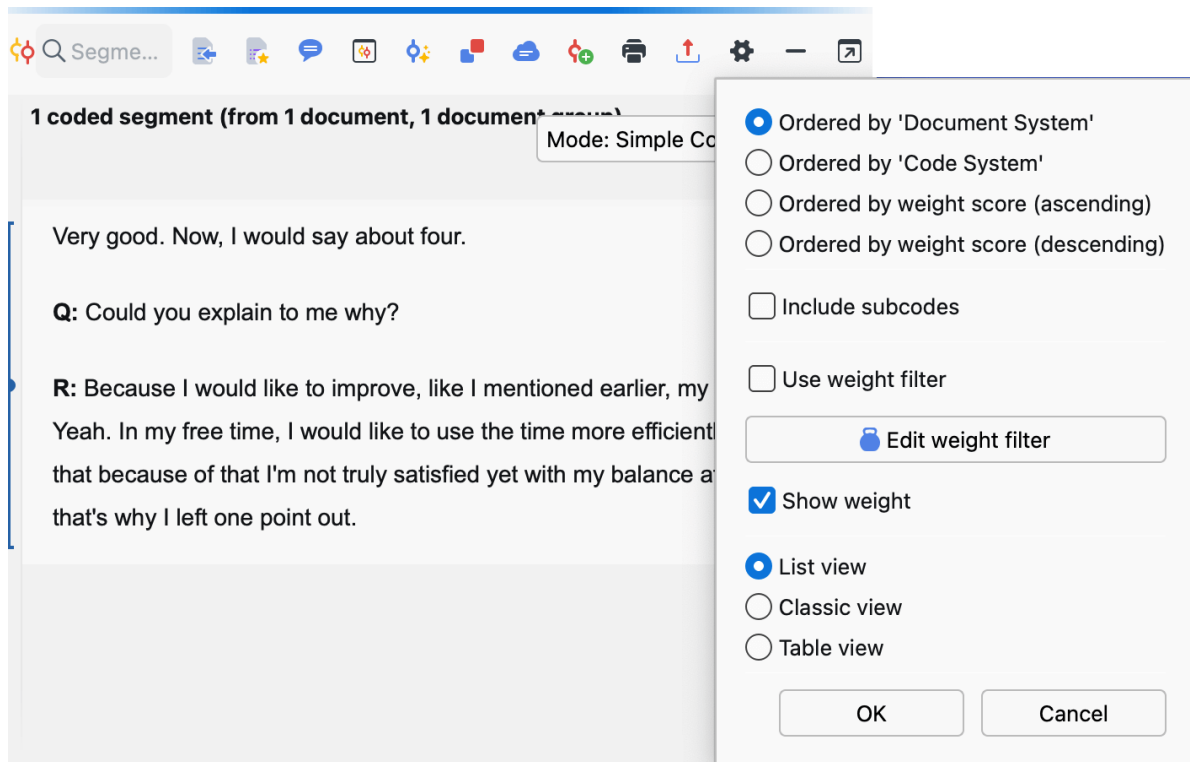 Segme...
1 coded segment (from 1 document, 1 document group)
Mode: Simple Co
Very good. Now, I would say about four.
Q: Could you explain to me why?
R: Because I would like to improve, like I mentioned earlier, my
Yeah. In my free time, I would like to use the time more efficientl
that because of that I'm not truly satisfied yet with my balance a
that's why I left one point out.
Ordered by 'Document System'
Ordered by 'Code System'
Ordered by weight score (ascending)
Ordered by weight score (descending)
Include subcodes
Use weight filter
Edit weight filter
Show weight
List view
Classic view
Table view
OK
Cancel